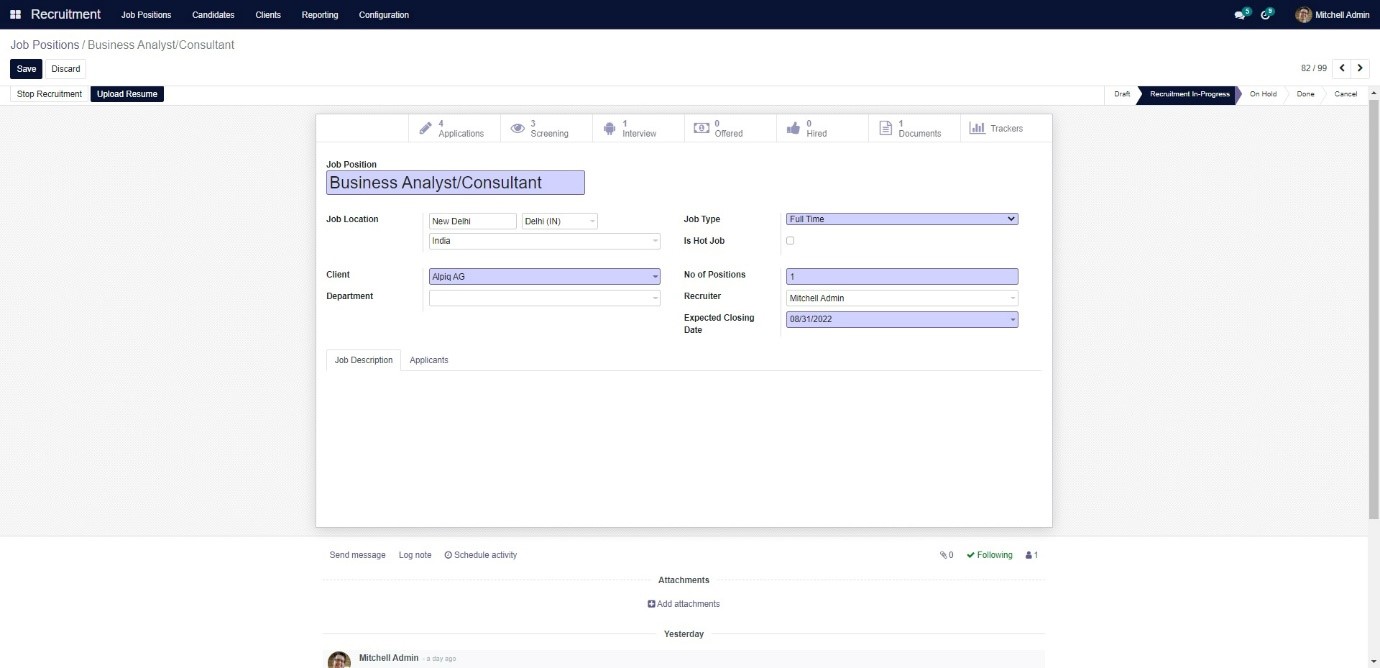 Recruitment Job Positions Candidates Clients Reporting Configuration 5 9 Mitchell Admin
Job Positions / Business Analyst/Consultant
Save Discard 82 / 99
Stop Recruitment Upload Resume Draft Recruitment In-Progress On Hold Done Cancel
4 Applications 3 Screening 1 Interview 0 Offered 0 Hired 1 Documents Trackers
Job Position
Business Analyst/Consultant
Job Location New Delhi Delhi (IN) Job Type Full Time
India Is Hot Job
Client Alpiq AG No of Positions 1
Department Recruiter Mitchell Admin
Expected Closing Date 08/31/2022
Job Description Applicants
Send message Log note Schedule activity 0 Following 1
Attachments
Add attachments
Yesterday
Mitchell Admin - a day ago